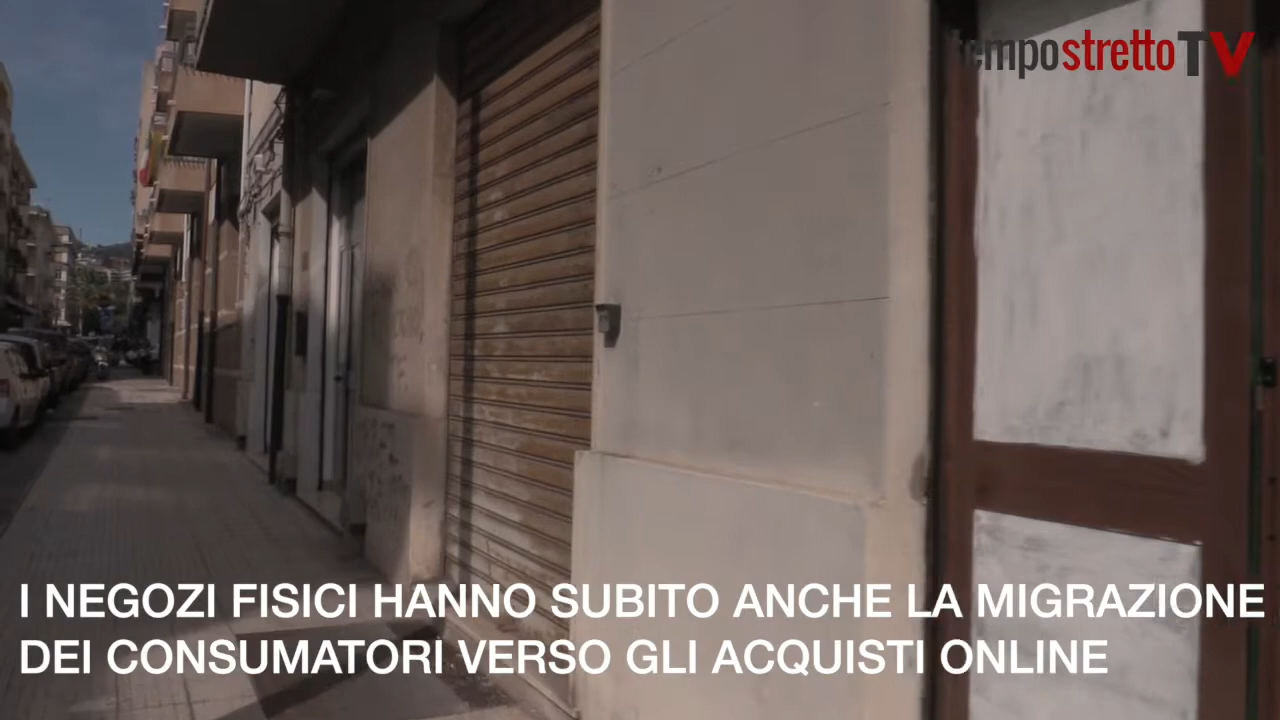 tempostrettoTV
I NEGOZI FISICI HANNO SUBITO ANCHE LA MIGRAZIONE
DEI CONSUMATORI VERSO GLI ACQUISTI ONLINE